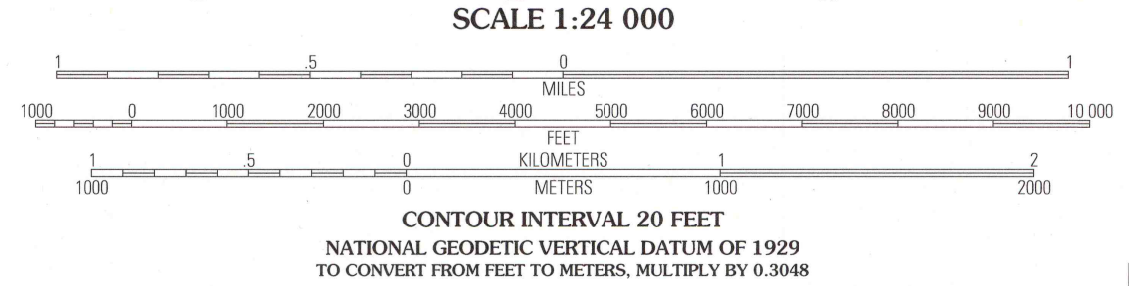 SCALE 1:24 000
1 .5 0 1
MILES
1000 0 1000 2000 3000 4000 5000 6000 7000 8000 9000 10 000
FEET
1 .5 0 KILOMETERS 1 2
1000 0 METERS 1000 2000
CONTOUR INTERVAL 20 FEET
NATIONAL GEODETIC VERTICAL DATUM OF 1929
TO CONVERT FROM FEET TO METERS, MULTIPLY BY 0.3048